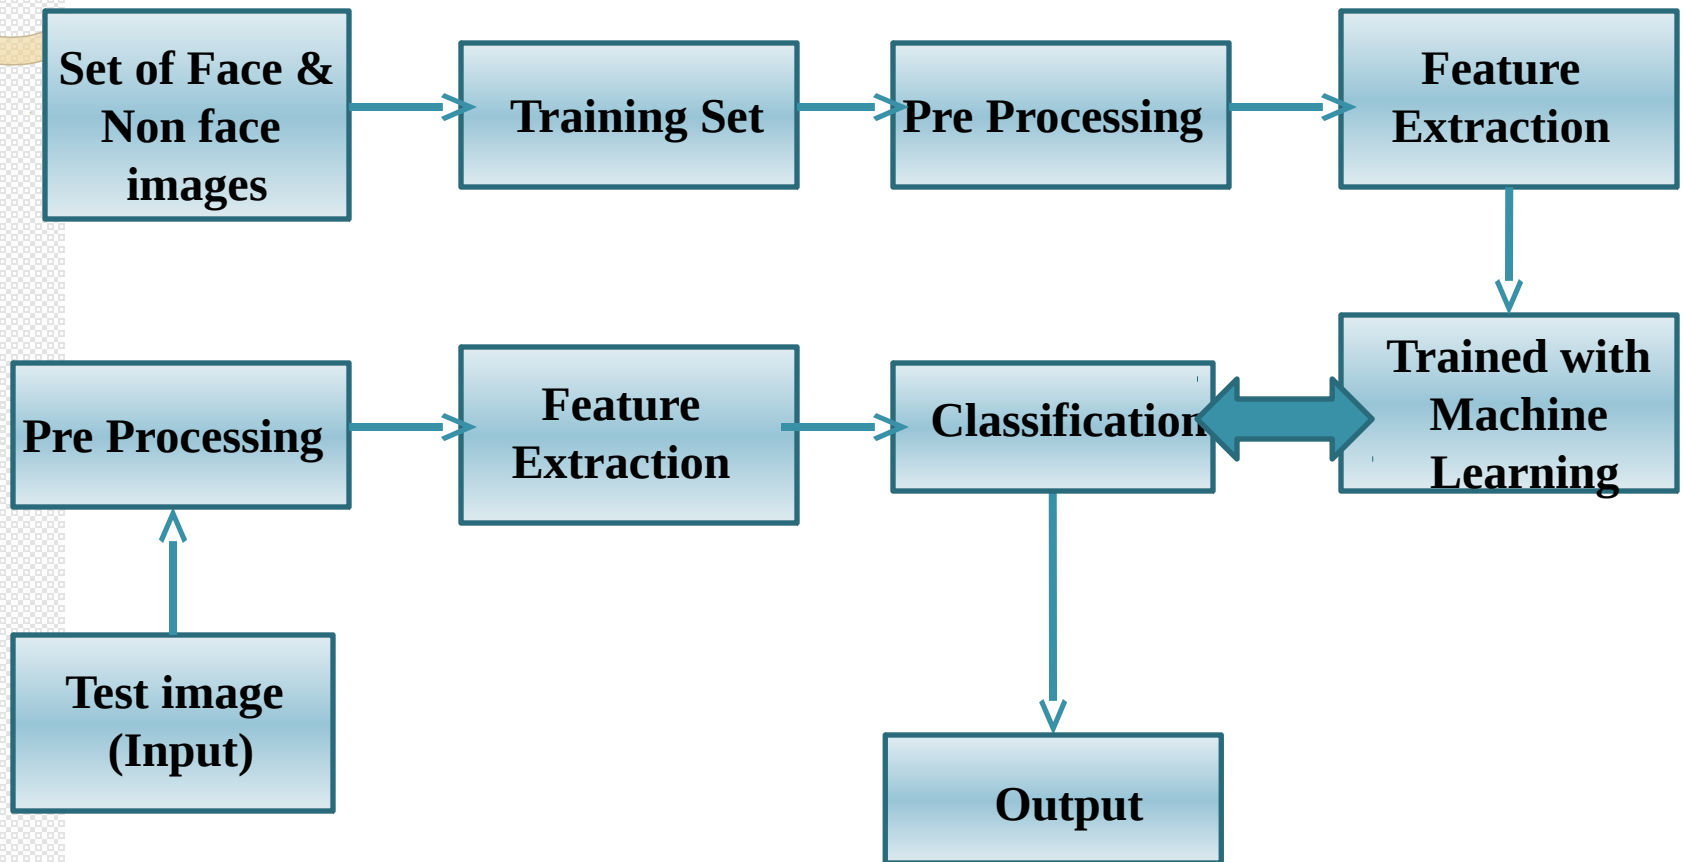 Set of Face &
Non face
images
Training Set
Pre Processing
Feature
Extraction
Pre Processing
Feature
Extraction
Classification
Trained with
Machine
Learning
Test image
(Input)
Output